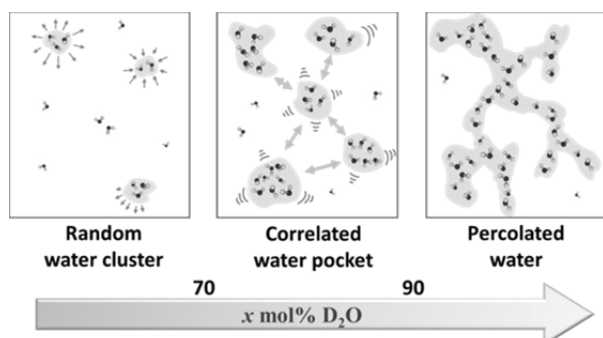 Random
water cluster
Correlated
water pocket
Percolated
water
70
90
x mol% D₂O